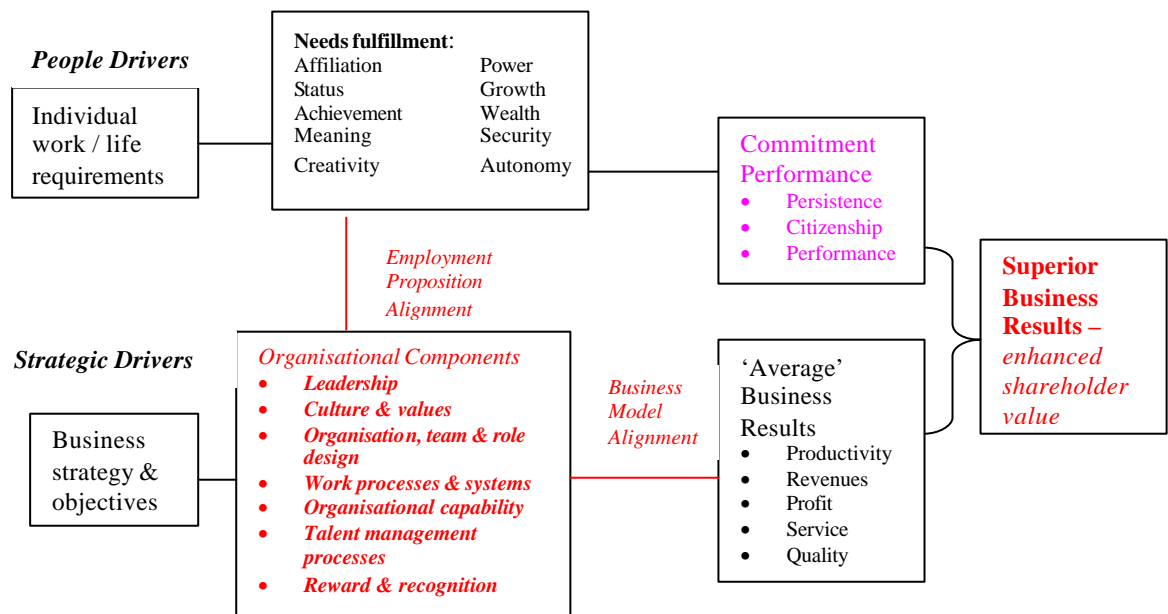 People Drivers
Individual
work / life
requirements
Needs fulfillment:
Affiliation Power
Status Growth
Achievement Wealth
Meaning Security
Creativity Autonomy
Commitment
Performance
• Persistence
• Citizenship
• Performance
Employment
Proposition
Alignment
Superior
Business
Results –
enhanced
shareholder
value
Strategic Drivers
Business
strategy &
objectives
Organisational Components
• Leadership
• Culture & values
• Organisation, team & role
design
• Work processes & systems
• Organisational capability
• Talent management
processes
• Reward & recognition
Business
Model
Alignment
‘Average’
Business
Results
• Productivity
• Revenues
• Profit
• Service
• Quality